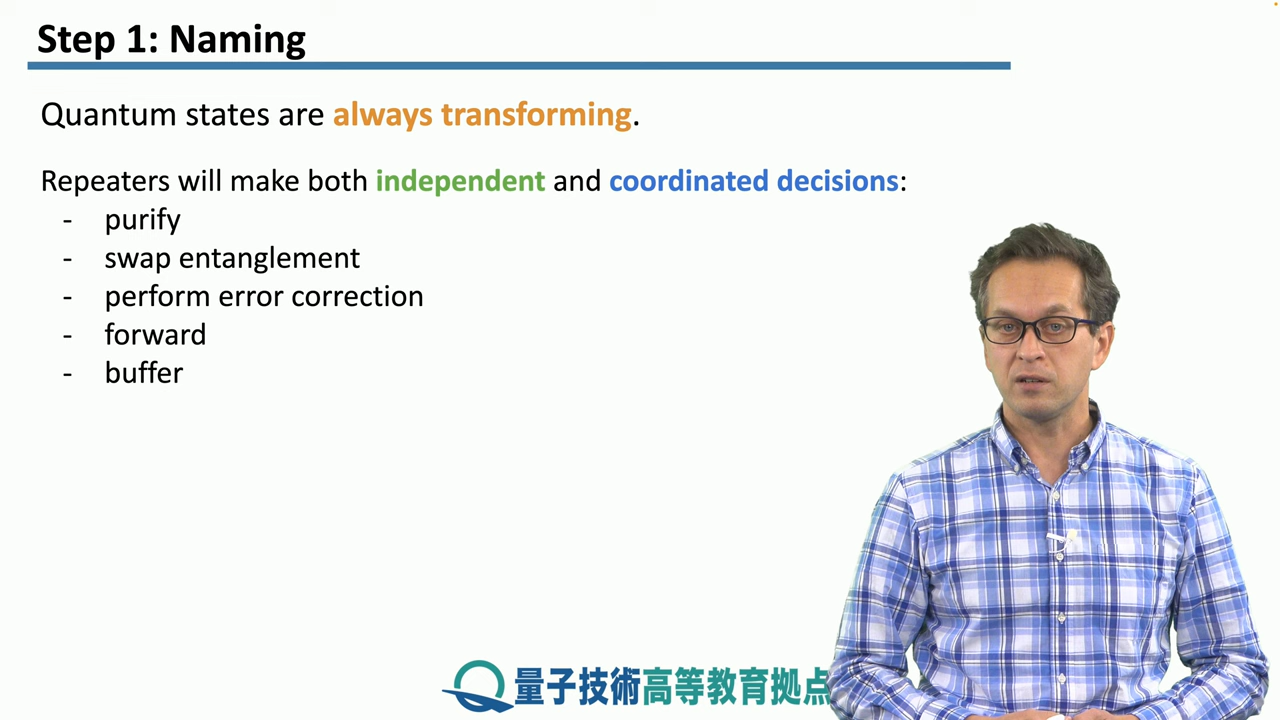 Step 1: Naming
Quantum states are always transforming.
Repeaters will make both independent and coordinated decisions:
- purify
- swap entanglement
- perform error correction
- forward
- buffer
量子技術高等教育拠点